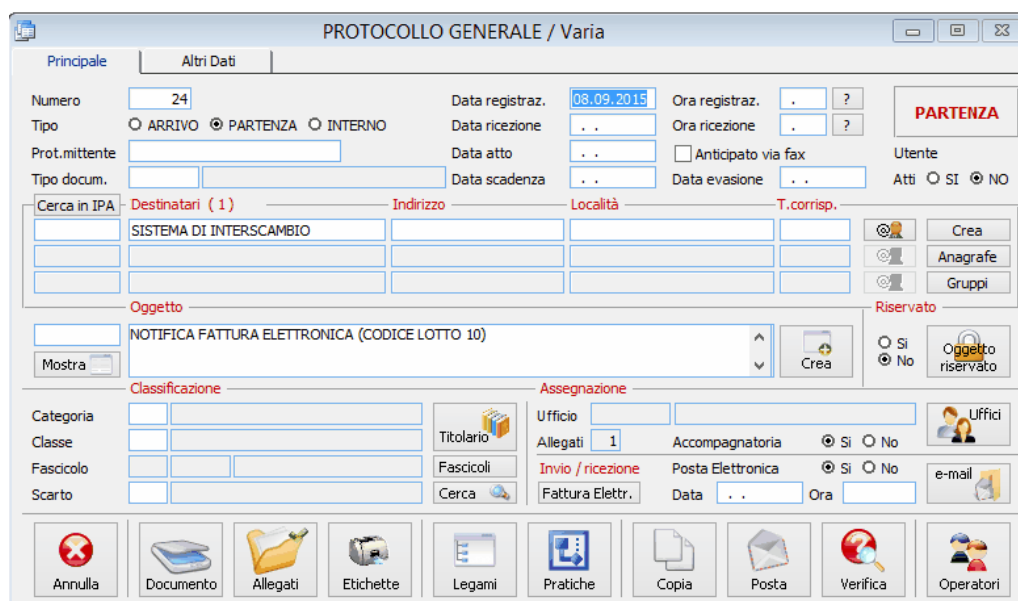 PROTOCOLLO GENERALE / Varia
Principale Altri Dati
Numero 24 Data registraz. 08.09.2015 Ora registraz. . ? PARTENZA
Tipo ARRIVO PARTENZA INTERNO Data ricezione . . Ora ricezione . ?
Prot.mittente Data atto . . Anticipato via fax Utente
Tipo docum. Data scadenza . . Data evasione . . Atti SI NO
Cerca in IPA Destinatari ( 1 ) Indirizzo Località T.corrisp.
SISTEMA DI INTERSCAMBIO @ Crea
@ Anagrafe
@ Gruppi
Oggetto Riservato
NOTIFICA FATTURA ELETTRONICA (CODICE LOTTO 10)
Mostra Crea Si No Oggetto riservato
Classificazione Assegnazione
Categoria Titolario Ufficio Uffici
Classe Allegati 1 Accompagnatoria Si No
Fascicolo Fascicoli Invio / ricezione Posta Elettronica Si No e-mail
Scarto Cerca Fattura Elettr. Data . . Ora
Annulla Documento Allegati Etichette Legami Pratiche Copia Posta Verifica Operatori